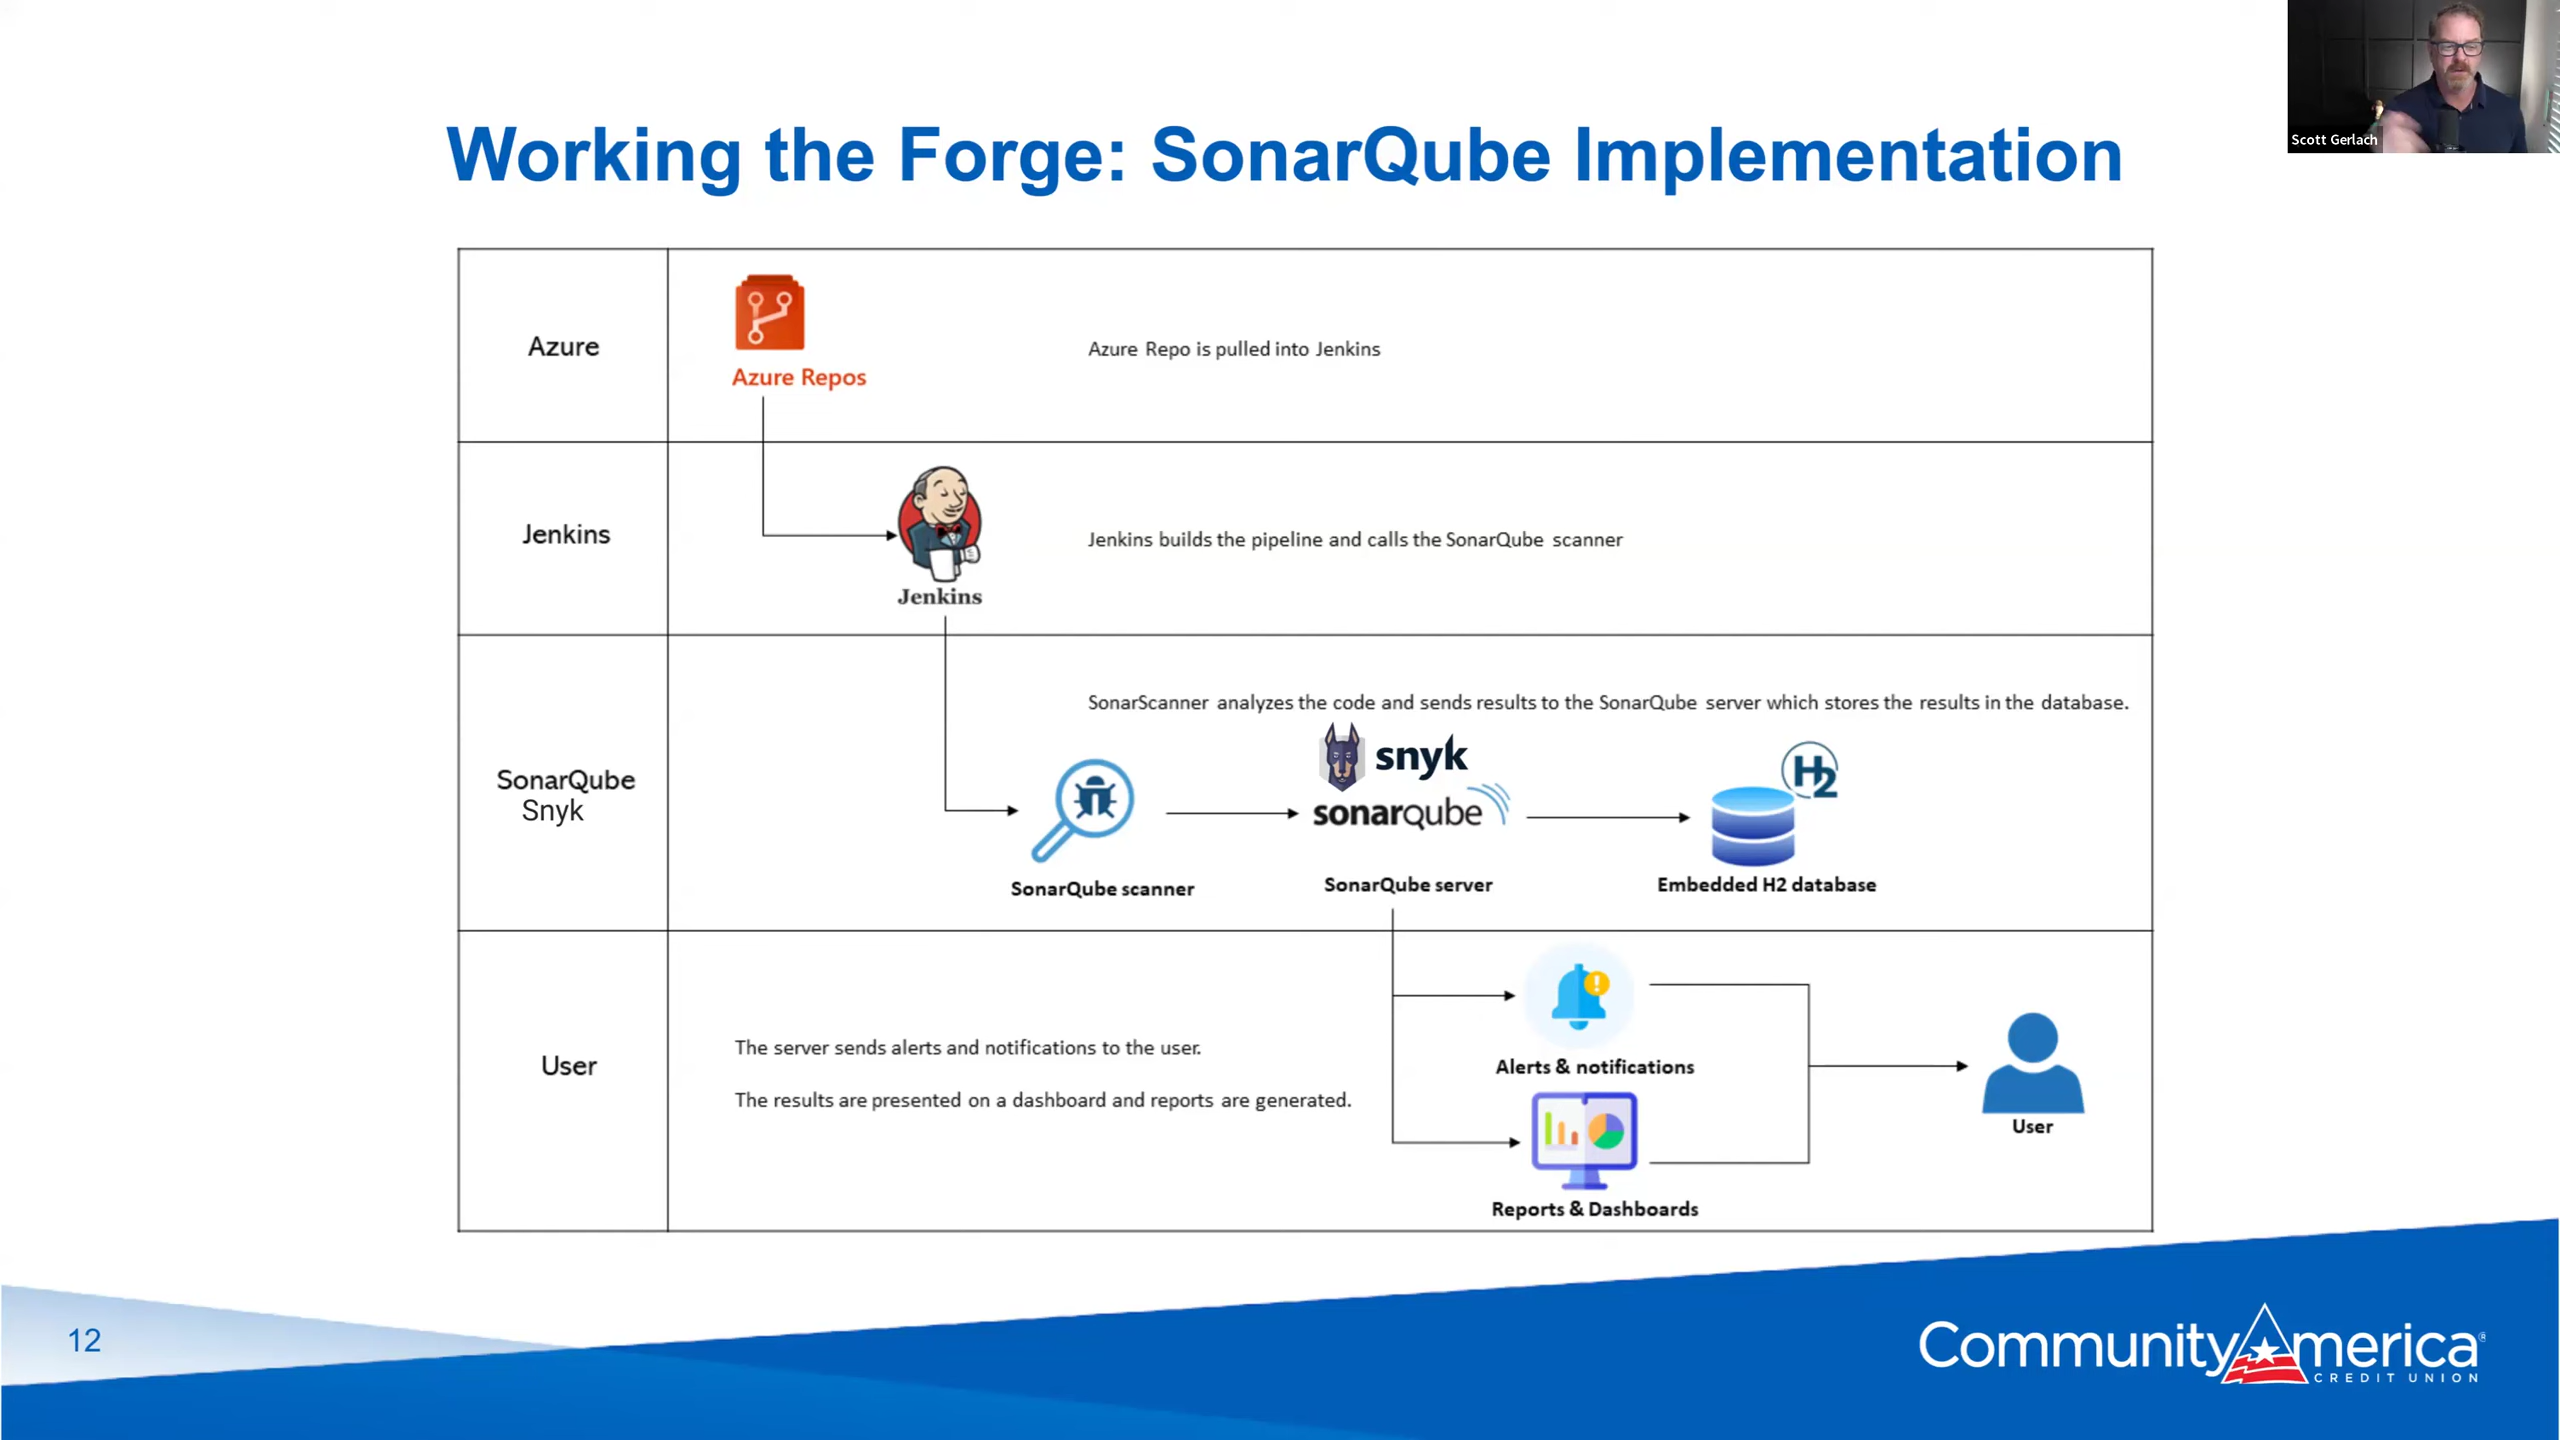 Scott Gerlach
Working the Forge: SonarQube Implementation
Azure
Azure Repos
Azure Repo is pulled into Jenkins
Jenkins
Jenkins
Jenkins builds the pipeline and calls the SonarQube scanner
SonarQube
Snyk
SonarScanner analyzes the code and sends results to the SonarQube server which stores the results in the database.
snyk
sonarqube
H2
SonarQube scanner
SonarQube server
Embedded H2 database
User
The server sends alerts and notifications to the user.
The results are presented on a dashboard and reports are generated.
Alerts & notifications
Reports & Dashboards
User
12
CommunityAmerica®
CREDIT UNION